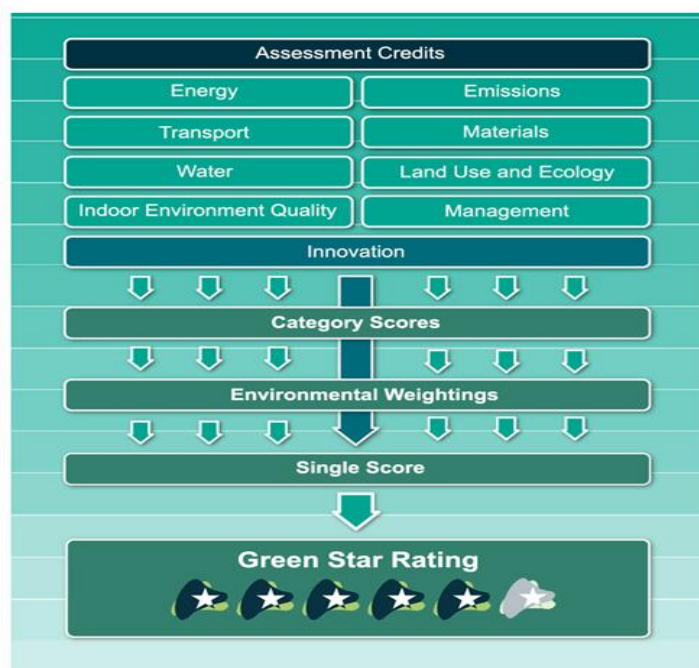 Assessment Credits
Energy
Emissions
Transport
Materials
Water
Land Use and Ecology
Indoor Environment Quality
Management
Innovation
Category Scores
Environmental Weightings
Single Score
Green Star Rating